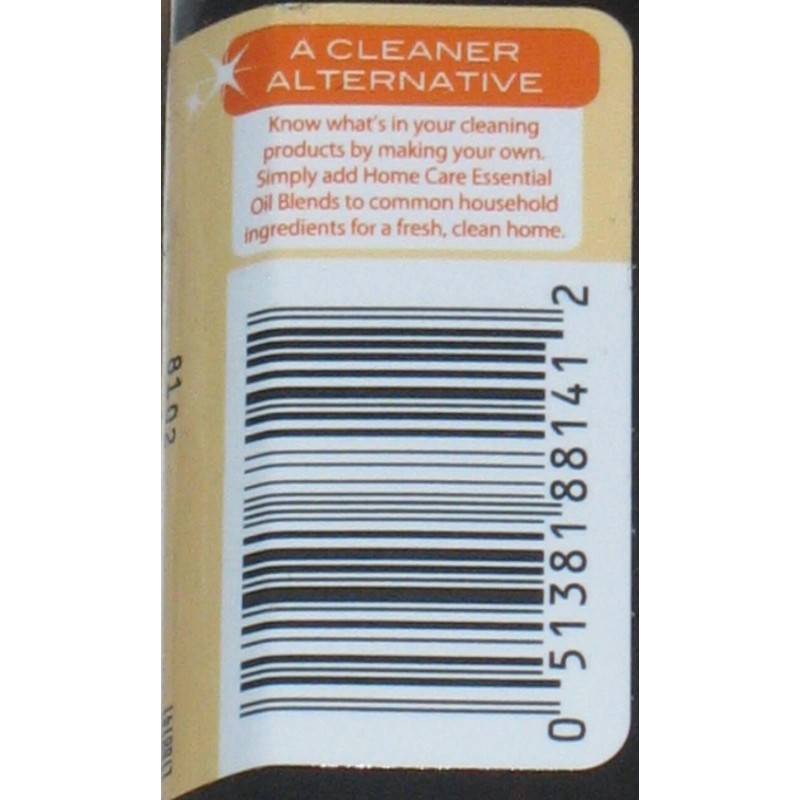 A CLEANER
ALTERNATIVE
Know what's in your cleaning
products by making your own.
Simply add Home Care Essential
Oil Blends to common household
ingredients for a fresh, clean home.
0 51381 88141 2